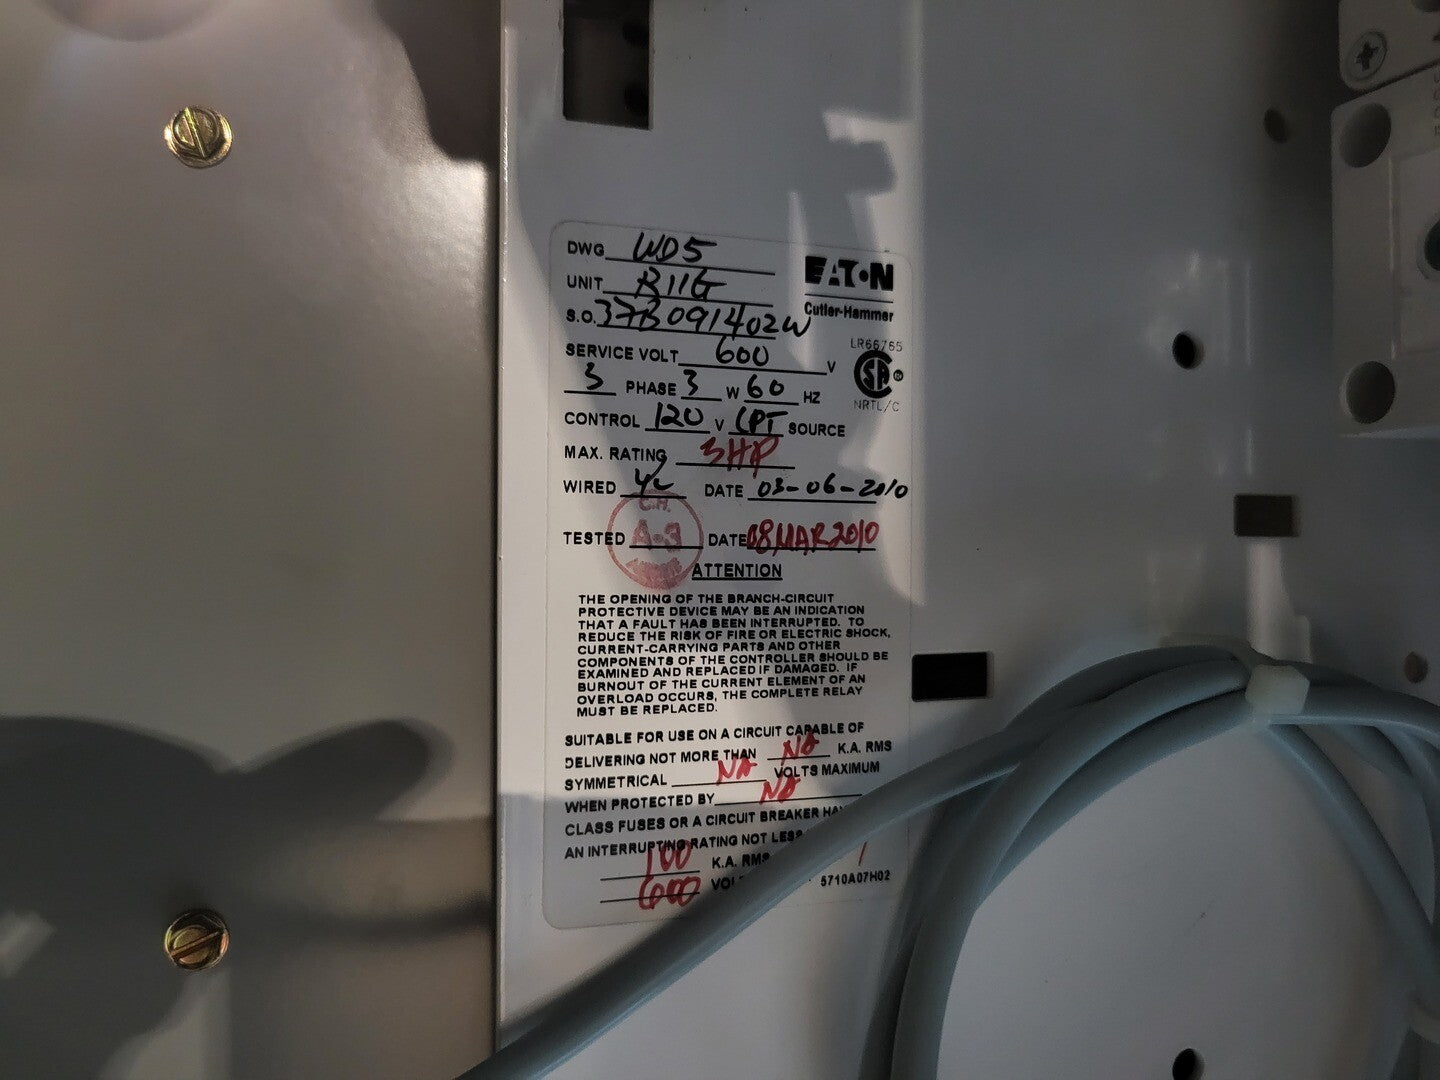 DWG WD5
EATON
UNIT R11G
Cutler-Hammer
S.O. 37B091402W
LR66765
SERVICE VOLT 600 V
3 PHASE 3 W 60 HZ
NRTL/C
CONTROL 120 V CPT SOURCE
MAX. RATING 3HP
WIRED DATE 03-06-2010
C.H.
A-3
TESTED DATE 08 MAR 2010
ATTENTION
THE OPENING OF THE BRANCH-CIRCUIT
PROTECTIVE DEVICE MAY BE AN INDICATION
THAT A FAULT HAS BEEN INTERRUPTED. TO
REDUCE THE RISK OF FIRE OR ELECTRIC SHOCK,
CURRENT-CARRYING PARTS AND OTHER
COMPONENTS OF THE CONTROLLER SHOULD BE
EXAMINED AND REPLACED IF DAMAGED. IF
BURNOUT OF THE CURRENT ELEMENT OF AN
OVERLOAD OCCURS, THE COMPLETE RELAY
MUST BE REPLACED.
SUITABLE FOR USE ON A CIRCUIT CAPABLE OF
DELIVERING NOT MORE THAN NA K.A. RMS
SYMMETRICAL NA VOLTS MAXIMUM
WHEN PROTECTED BY NA
CLASS FUSES OR A CIRCUIT BREAKER
AN INTERRUPTING RATING NOT LESS
100 K.A. RMS
600 5710A07H02